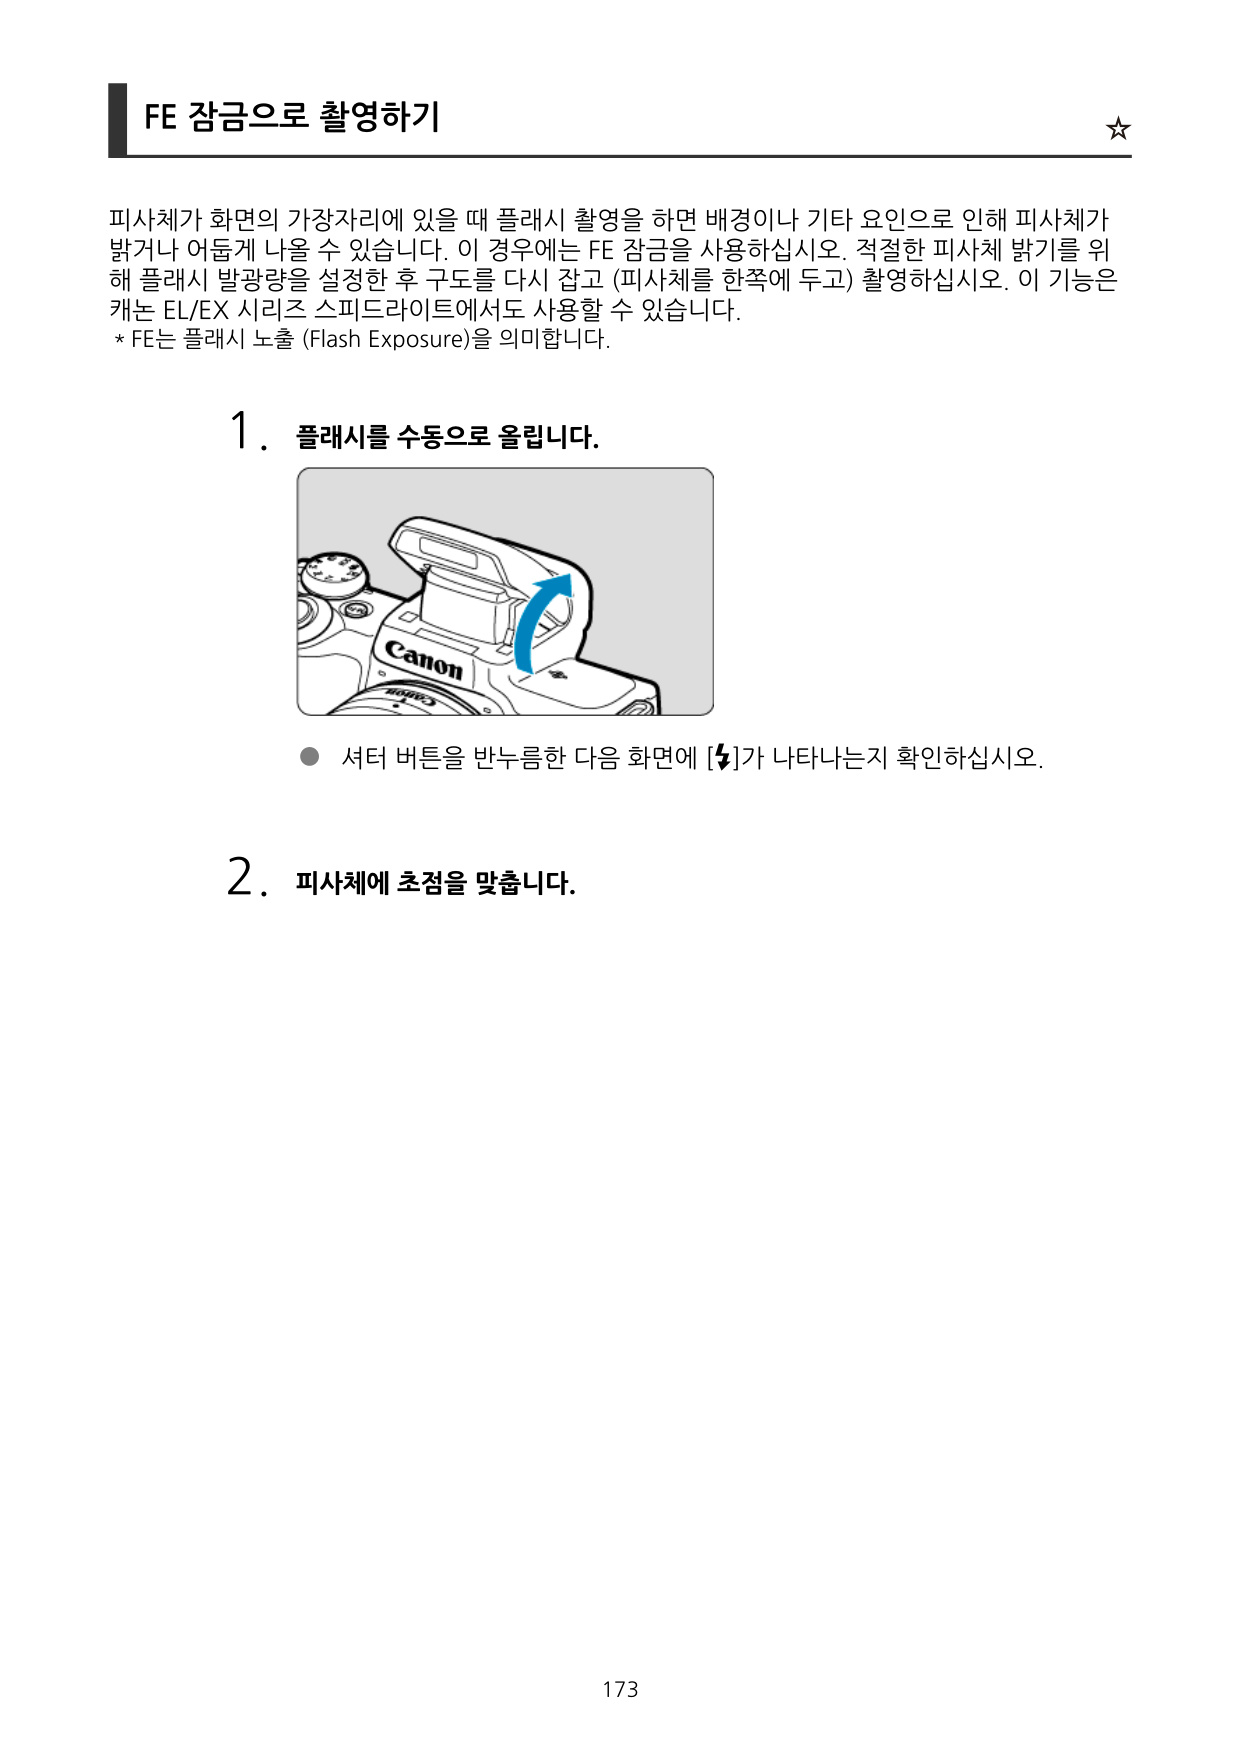 FE 잠금으로 촬영하기
☆
피사체가 화면의 가장자리에 있을 때 플래시 촬영을 하면 배경이나 기타 요인으로 인해 피사체가
밝거나 어둡게 나올 수 있습니다. 이 경우에는 FE 잠금을 사용하십시오. 적절한 피사체 밝기를 위
해 플래시 발광량을 설정한 후 구도를 다시 잡고 (피사체를 한쪽에 두고) 촬영하십시오. 이 기능은
캐논 EL/EX 시리즈 스피드라이트에서도 사용할 수 있습니다.
* FE는 플래시 노출 (Flash Exposure)을 의미합니다.
1. 플래시를 수동으로 올립니다.
Canon
Canon
● 셔터 버튼을 반누름한 다음 화면에 [⚡]가 나타나는지 확인하십시오.
2. 피사체에 초점을 맞춥니다.
173